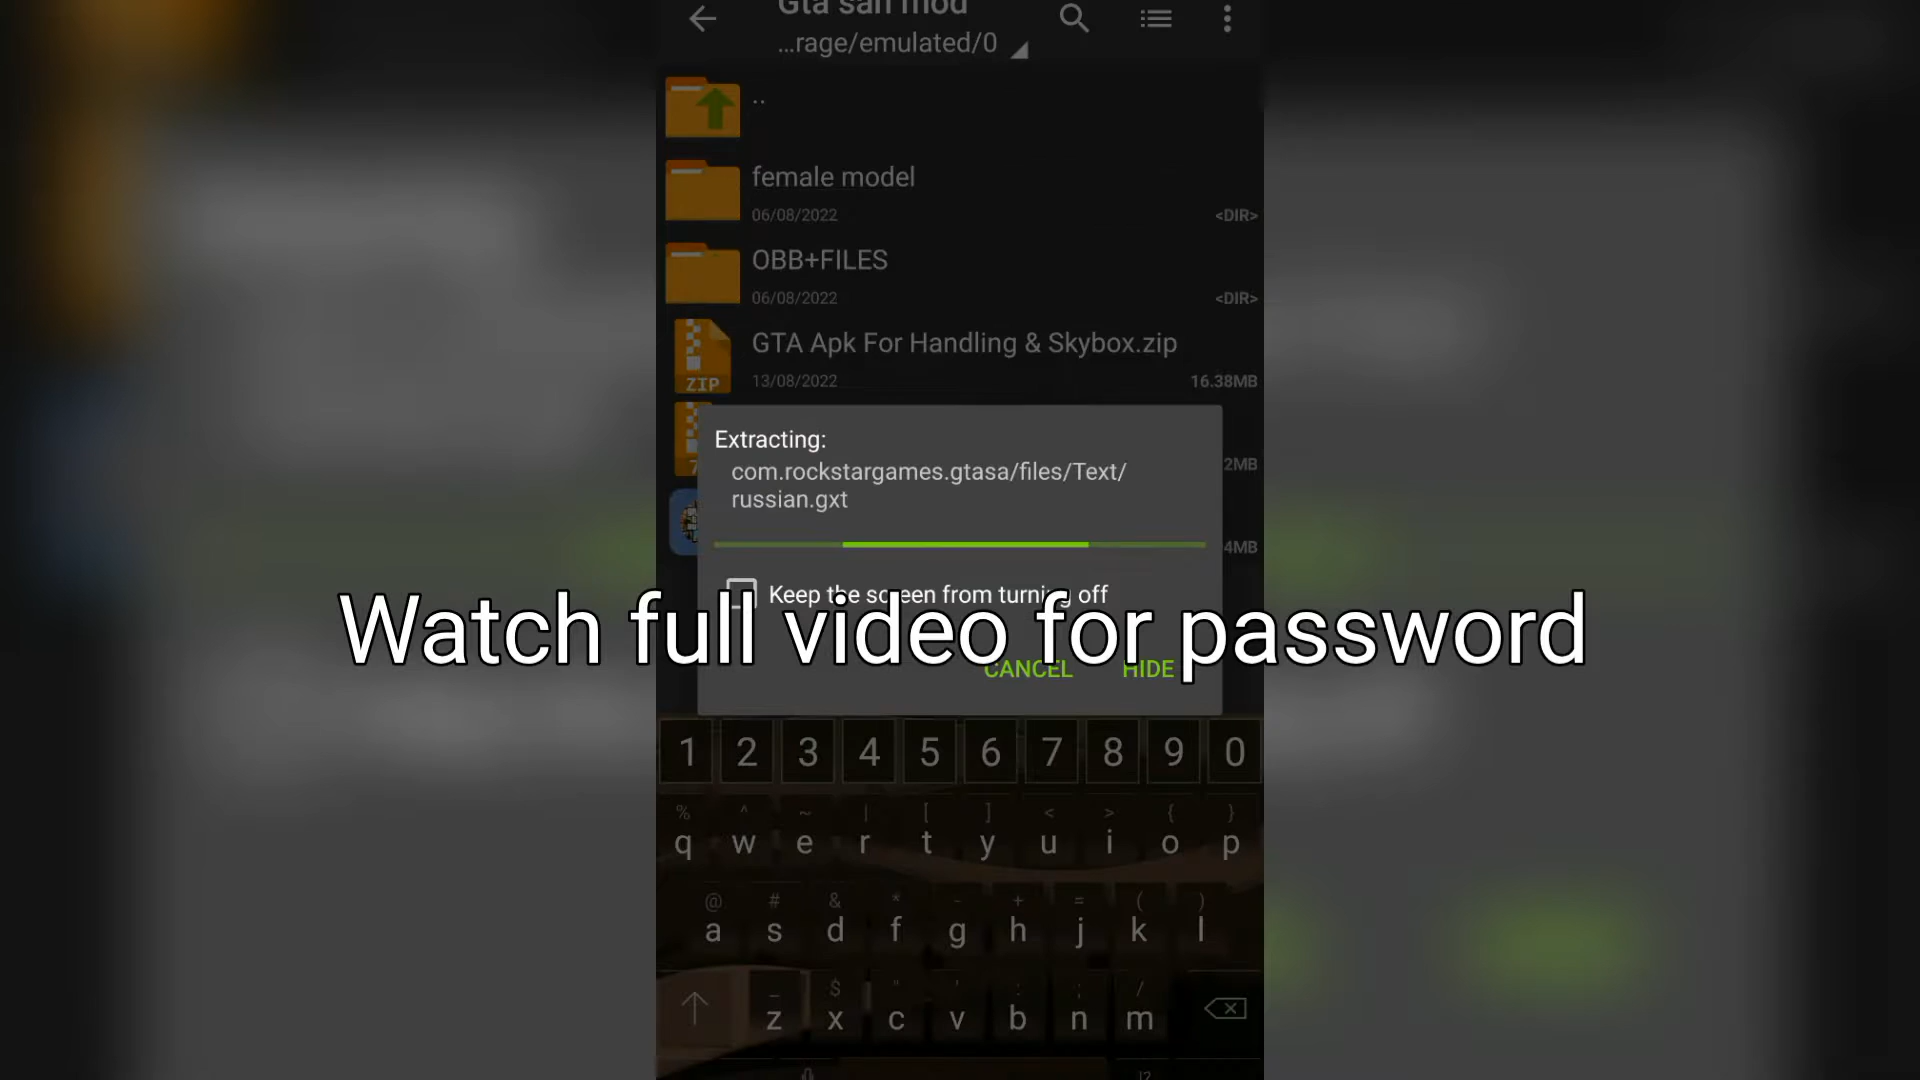 Gta san mod
...rage/emulated/0
..
female model
06/08/2022 <DIR>
OBB+FILES
06/08/2022 <DIR>
GTA Apk For Handling & Skybox.zip
ZIP 13/08/2022 16.38MB
Extracting:
com.rockstargames.gtasa/files/Text/
russian.gxt
2MB
4MB
Keep the screen from turning off
Watch full video for password
CANCEL HIDE
1 2 3 4 5 6 7 8 9 0
% ^ ~ | [ ] < > { }
q w e r t y u i o p
@ # & * - + = ( )
a s d f g h j k l
_ $ " ' : ; /
z x c v b n m
!?